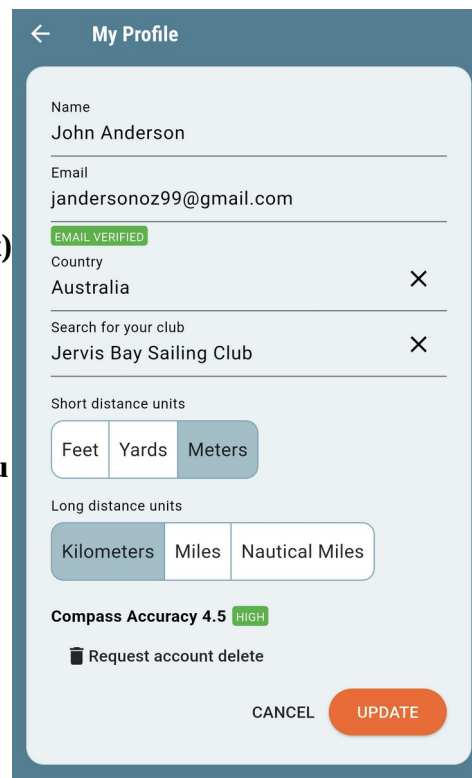 My Profile
Name
John Anderson
Email
jandersonoz99@gmail.com
EMAIL VERIFIED
Country
Australia
Search for your club
Jervis Bay Sailing Club
Short distance units
Feet Yards Meters
Long distance units
Kilometers Miles Nautical Miles
Compass Accuracy 4.5 HIGH
Request account delete
CANCEL UPDATE